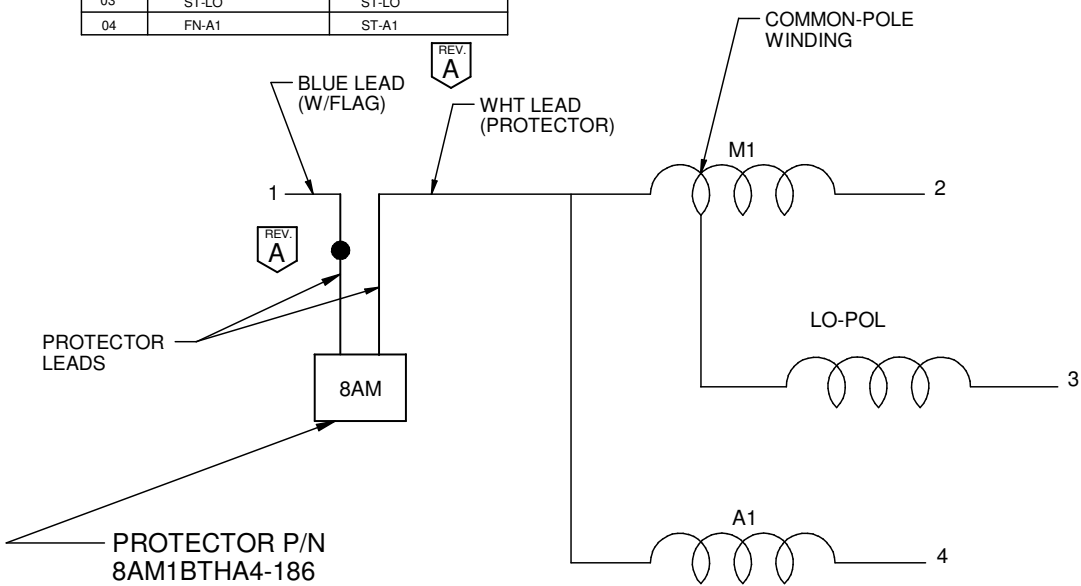 03 ST-LO ST-LO
04 FN-A1 ST-A1
COMMON-POLE
WINDING
REV.
A
BLUE LEAD
(W/FLAG)
WHT LEAD
(PROTECTOR)
M1
1
2
REV.
A
LO-POL
PROTECTOR
LEADS
3
8AM
A1
PROTECTOR P/N
8AM1BTHA4-186
4